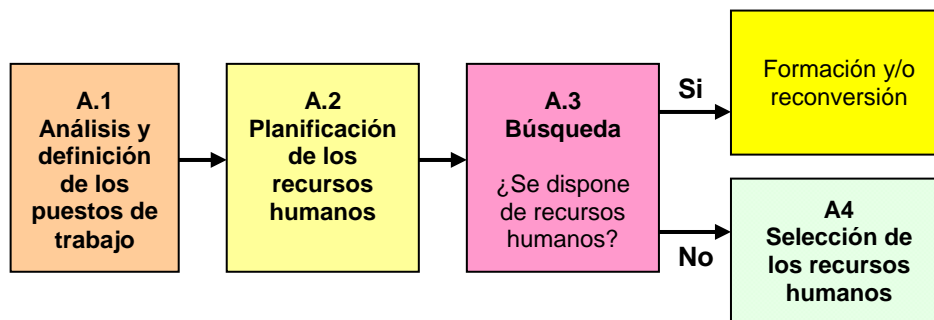 A.1
Análisis y
definición
de los
puestos de
trabajo
A.2
Planificación
de los
recursos
humanos
A.3
Búsqueda
¿Se dispone
de recursos
humanos?
Si
Formación y/o
reconversión
No
A4
Selección de
los recursos
humanos